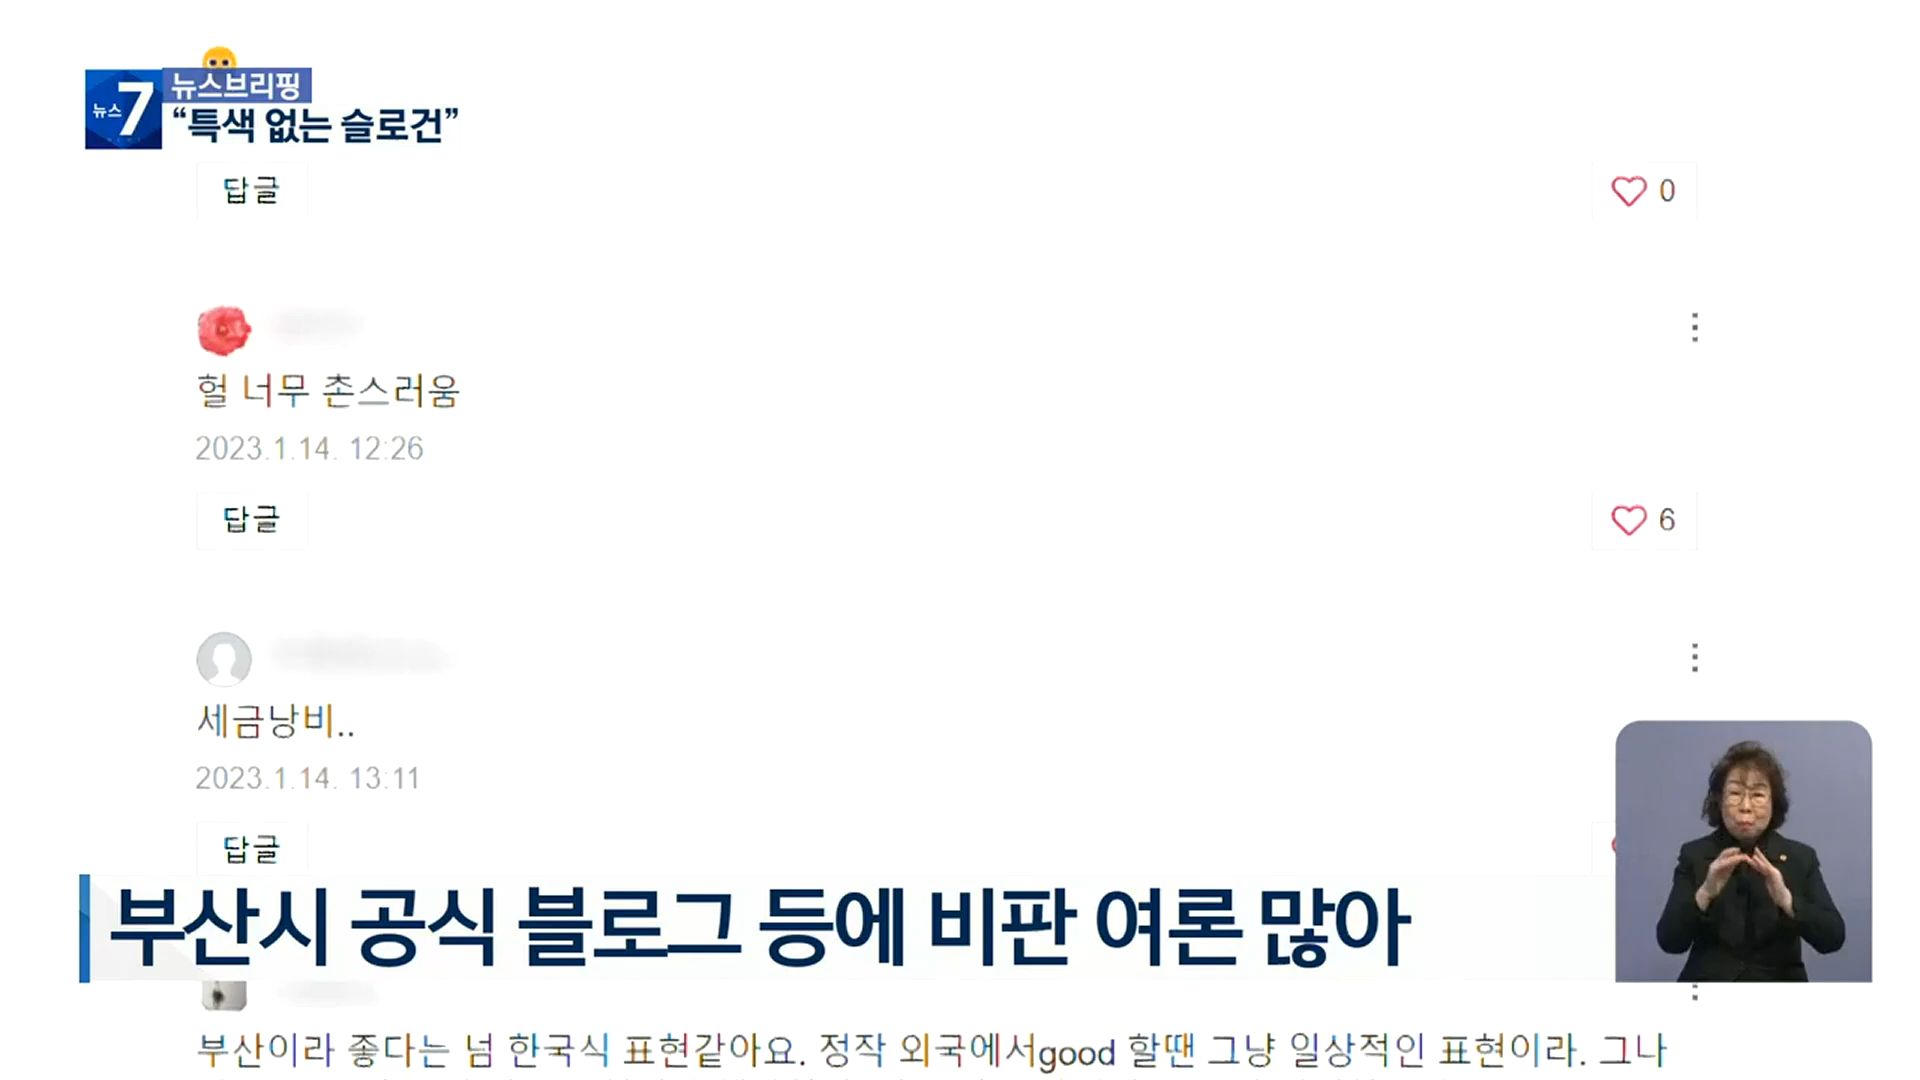 뉴스브리핑
뉴스7
“특색 없는 슬로건”
답글
0
헐 너무 촌스러움
2023.1.14. 12:26
답글
6
세금낭비..
2023.1.14. 13:11
답글
부산시 공식 블로그 등에 비판 여론 많아
부산이라 좋다는 넘 한국식 표현같아요. 정작 외국에서good 할땐 그냥 일상적인 표현이라. 그나